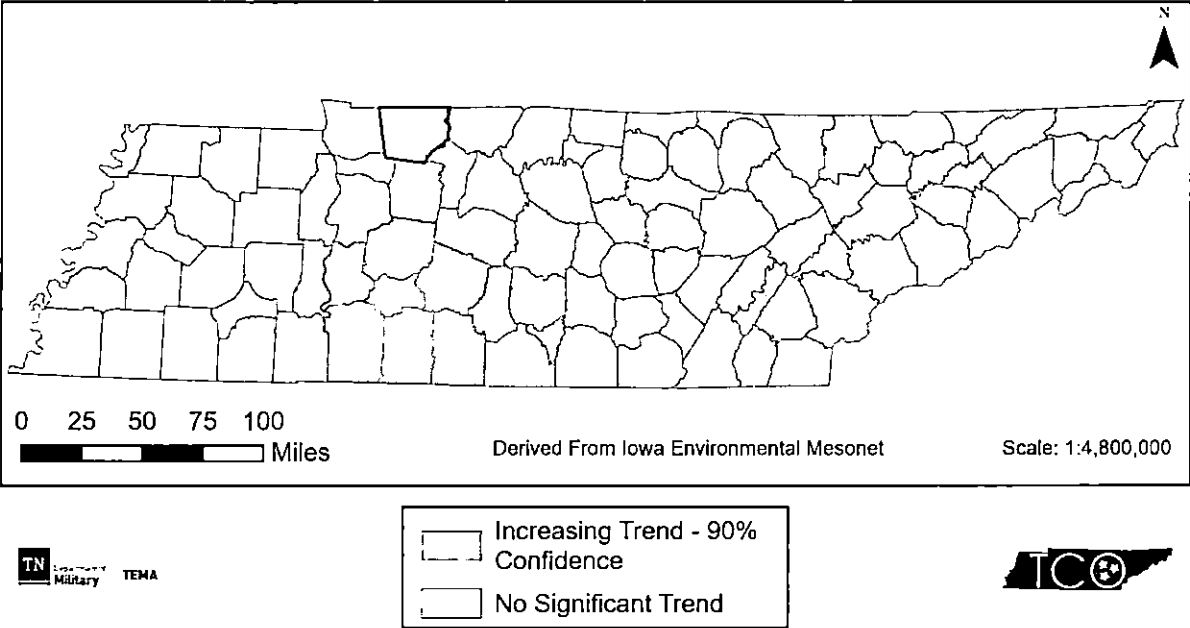 N
0 25 50 75 100
Miles
Derived From Iowa Environmental Mesonet
Scale: 1:4,800,000
TN
Military
TEMA
Increasing Trend - 90%
Confidence
No Significant Trend
TCO